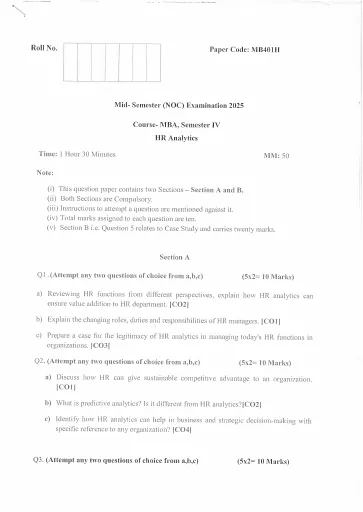 Roll No.
Paper Code: MB401H
Mid- Semester (NOC) Examination 2025
Course- MBA, Semester IV
HR Analytics
Time: 1 Hour 30 Minutes
MM: 50
Note:
(i) This question paper contains two Sections – Section A and B.
(ii) Both Sections are Compulsory.
(iii) Instructions to attempt a question are mentioned against it.
(iv) Total marks assigned to each question are ten.
(v) Section B i.e. Question 5 relates to Case Study and carries twenty marks.
Section A
Q1 .(Attempt any two questions of choice from a,b,c) (5x2= 10 Marks)
a) Reviewing HR functions from different perspectives, explain how HR analytics can
ensure value addition to HR department. [CO2]
b) Explain the changing roles, duties and responsibilities of HR managers. [CO1]
c) Prepare a case for the legitimacy of HR analytics in managing today's HR functions in
organizations. [CO3]
Q2. (Attempt any two questions of choice from a,b,c) (5x2= 10 Marks)
a) Discuss how HR can give sustainable competitive advantage to an organization.
[CO1]
b) What is predictive analytics? Is it different from HR analytics?[CO2]
c) Identify how HR analytics can help in business and strategic decision-making with
specific reference to any organization? [CO4]
Q3. (Attempt any two questions of choice from a,b,c) (5x2= 10 Marks)